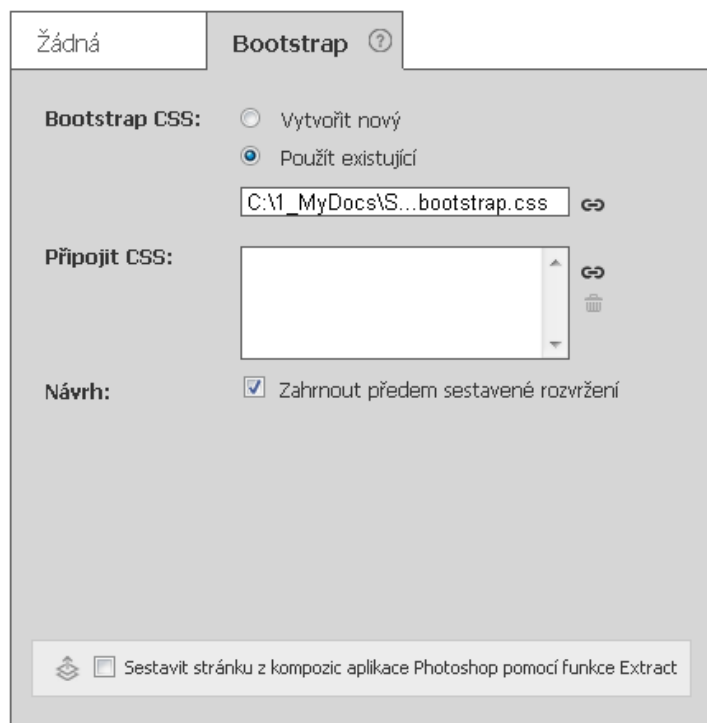 Žádná
Bootstrap ?
Bootstrap CSS:
Vytvořit nový
Použít existující
C:\1_MyDocs\S...bootstrap.css
Připojit CSS:
Návrh:
Zahrnout předem sestavené rozvržení
Sestavit stránku z kompozic aplikace Photoshop pomocí funkce Extract